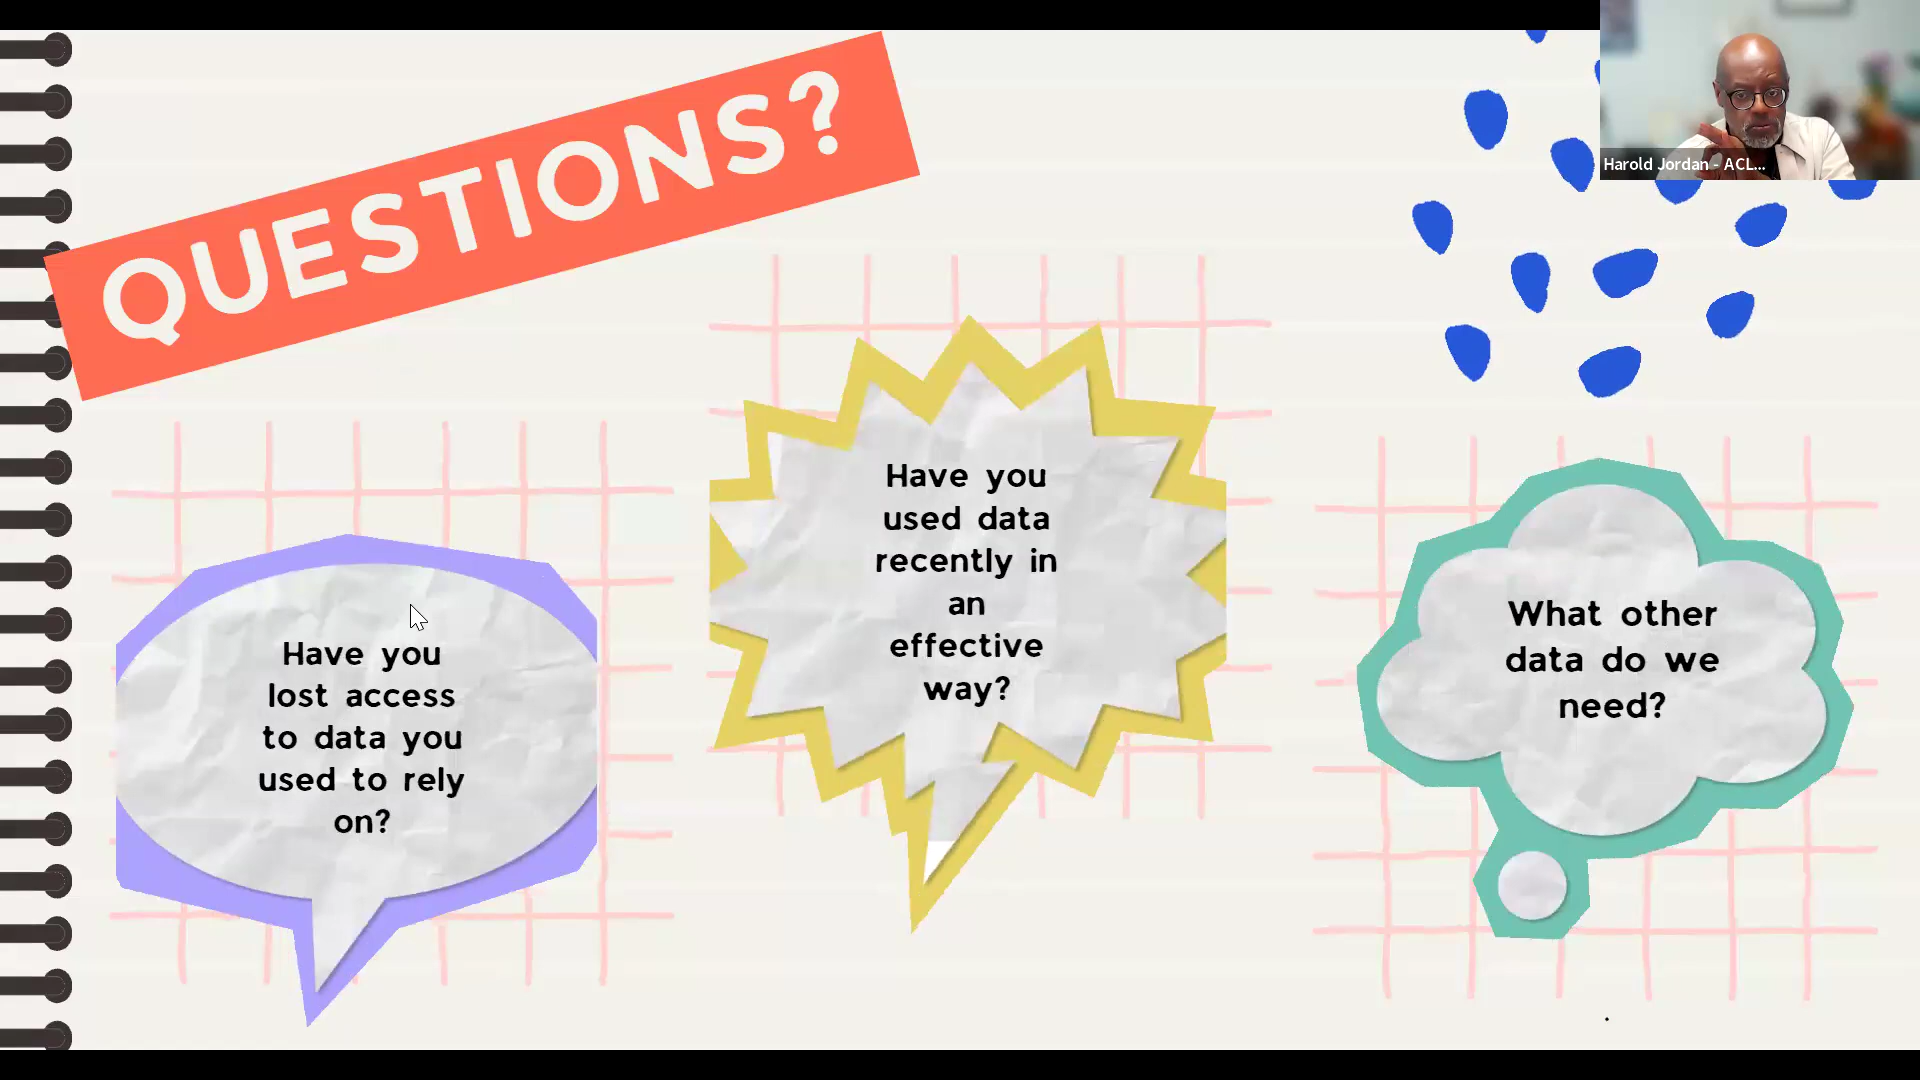 QUESTIONS?
Harold Jordan - ACL...
Have you
lost access
to data you
used to rely
on?
Have you
used data
recently in
an
effective
way?
What other
data do we
need?